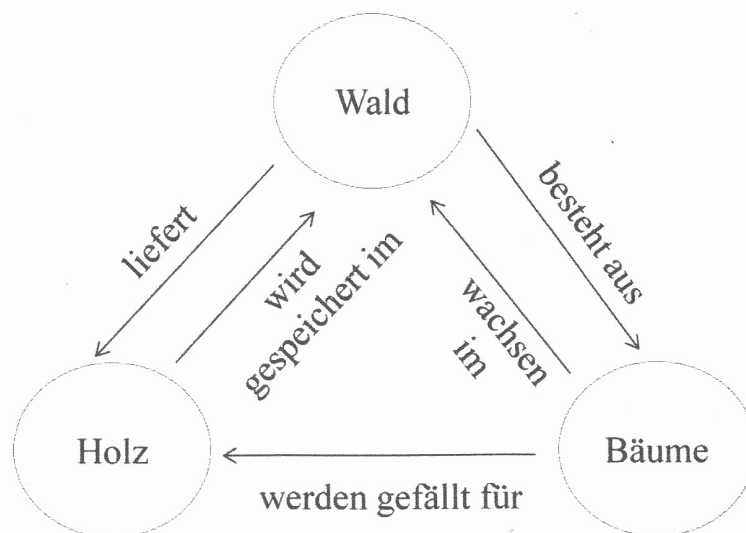 Wald
liefert
wird
gespeichert im
wachsen
im
besteht aus
Holz
Bäume
werden gefällt für